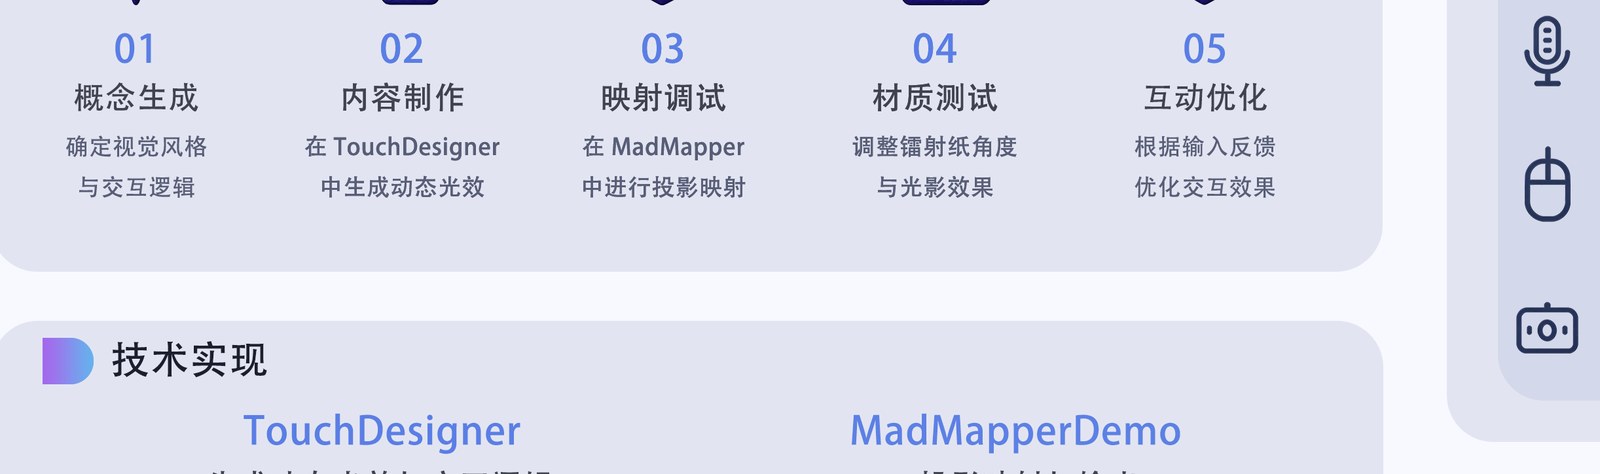 01 02 03 04 05
概念生成 内容制作 映射调试 材质测试 互动优化
确定视觉风格 在 TouchDesigner 在 MadMapper 调整镭射纸角度 根据输入反馈
与交互逻辑 中生成动态光效 中进行投影映射 与光影效果 优化交互效果
技术实现
TouchDesigner MadMapperDemo